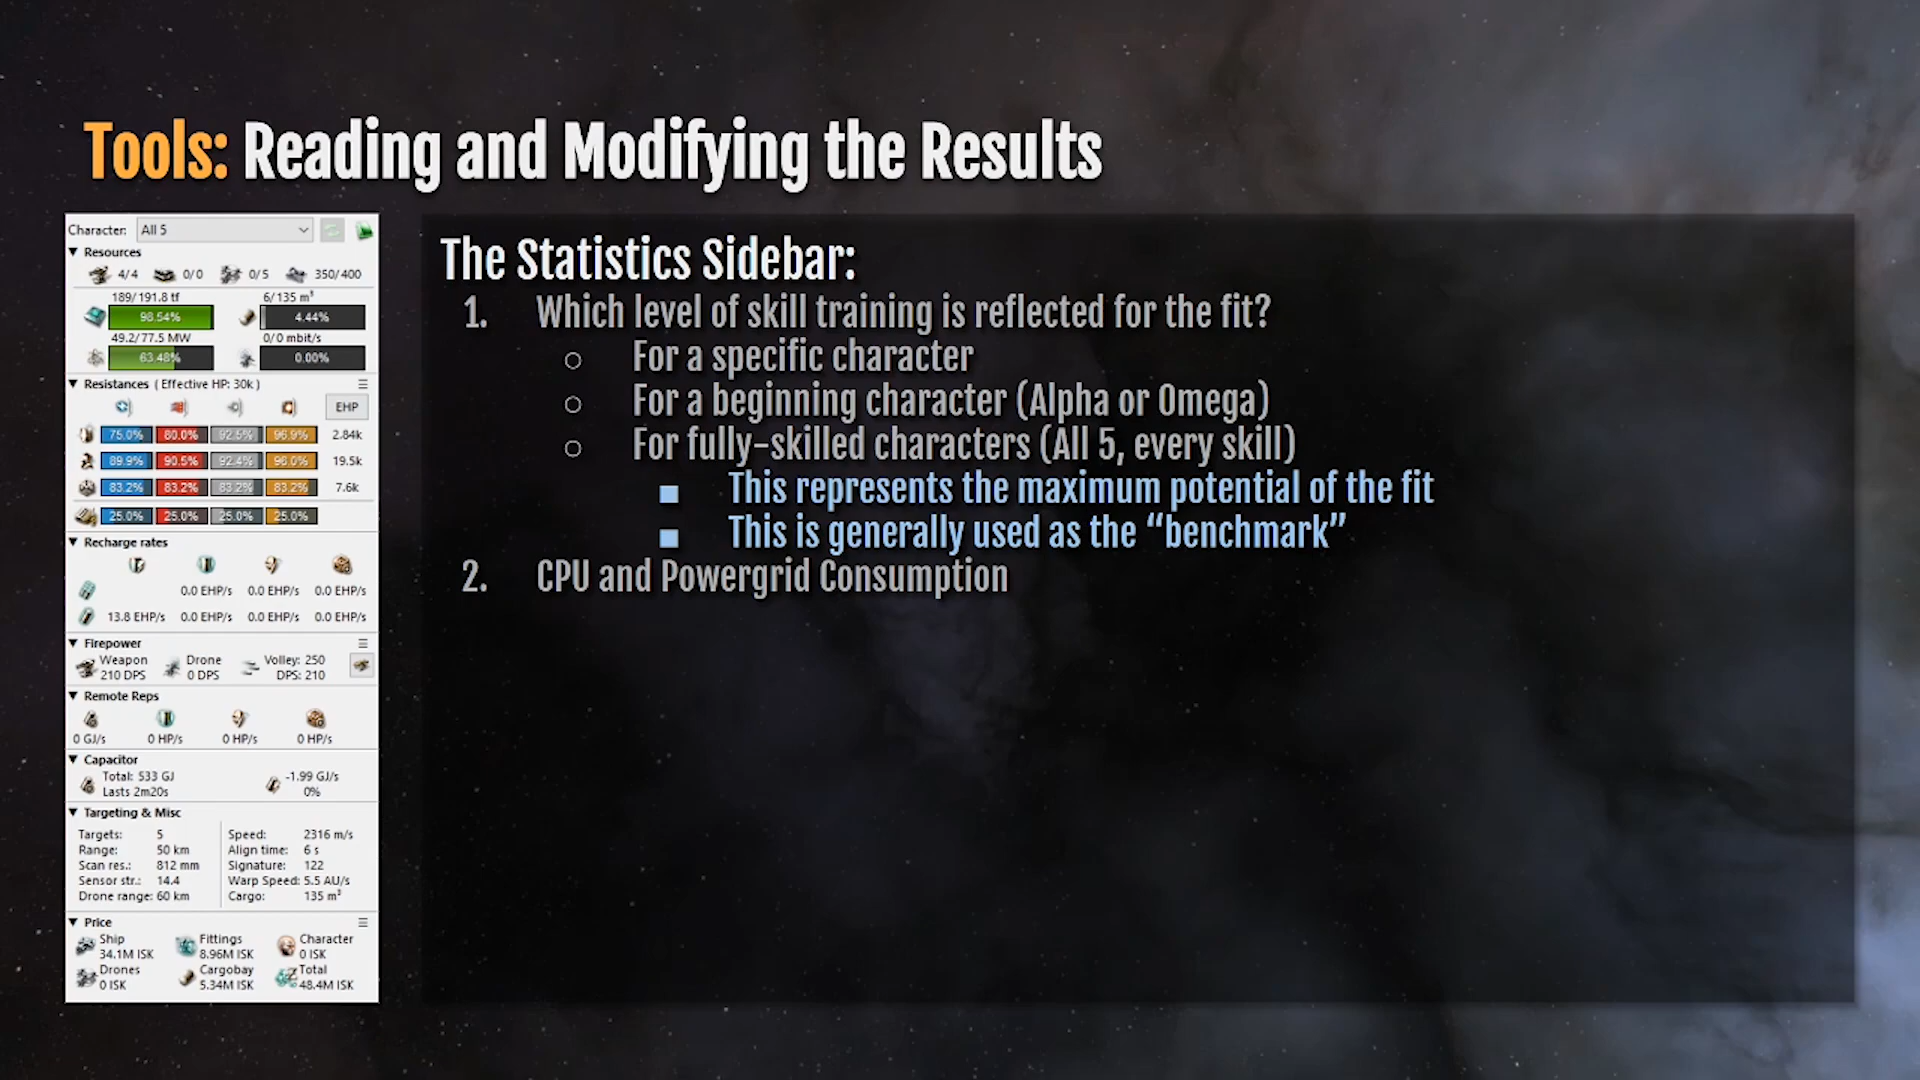 Tools: Reading and Modifying the Results
Character: All 5
Resources
4/4 0/0 0/5 350/400
189/191.8 tf 6/135 m³
98.54% 4.44%
49.2/77.5 MW 0/0 mbit/s
63.48% 0.00%
Resistances (Effective HP: 30k)
EHP
75.0% 80.0% 92.5% 96.9% 2.84k
89.9% 90.5% 92.4% 96.0% 19.5k
83.2% 83.2% 83.2% 83.2% 7.6k
25.0% 25.0% 25.0% 25.0%
Recharge rates
0.0 EHP/s 0.0 EHP/s 0.0 EHP/s
13.8 EHP/s 0.0 EHP/s 0.0 EHP/s 0.0 EHP/s
Firepower
Weapon Drone Volley: 250
210 DPS 0 DPS DPS: 210
Remote Reps
0 GJ/s 0 HP/s 0 HP/s 0 HP/s
Capacitor
Total: 533 GJ -1.99 GJ/s
Lasts 2m20s 0%
Targeting & Misc
Targets: 5 Speed: 2316 m/s
Range: 50 km Align time: 6 s
Scan res.: 812 mm Signature: 122
Sensor str.: 14.4 Warp Speed: 5.5 AU/s
Drone range: 60 km Cargo: 135 m³
Price
Ship Fittings Character
34.1M ISK 8.96M ISK 0 ISK
Drones Cargobay Total
0 ISK 5.34M ISK 48.4M ISK
The Statistics Sidebar:
1. Which level of skill training is reflected for the fit?
○ For a specific character
○ For a beginning character (Alpha or Omega)
○ For fully-skilled characters (All 5, every skill)
■ This represents the maximum potential of the fit
■ This is generally used as the “benchmark”
2. CPU and Powergrid Consumption